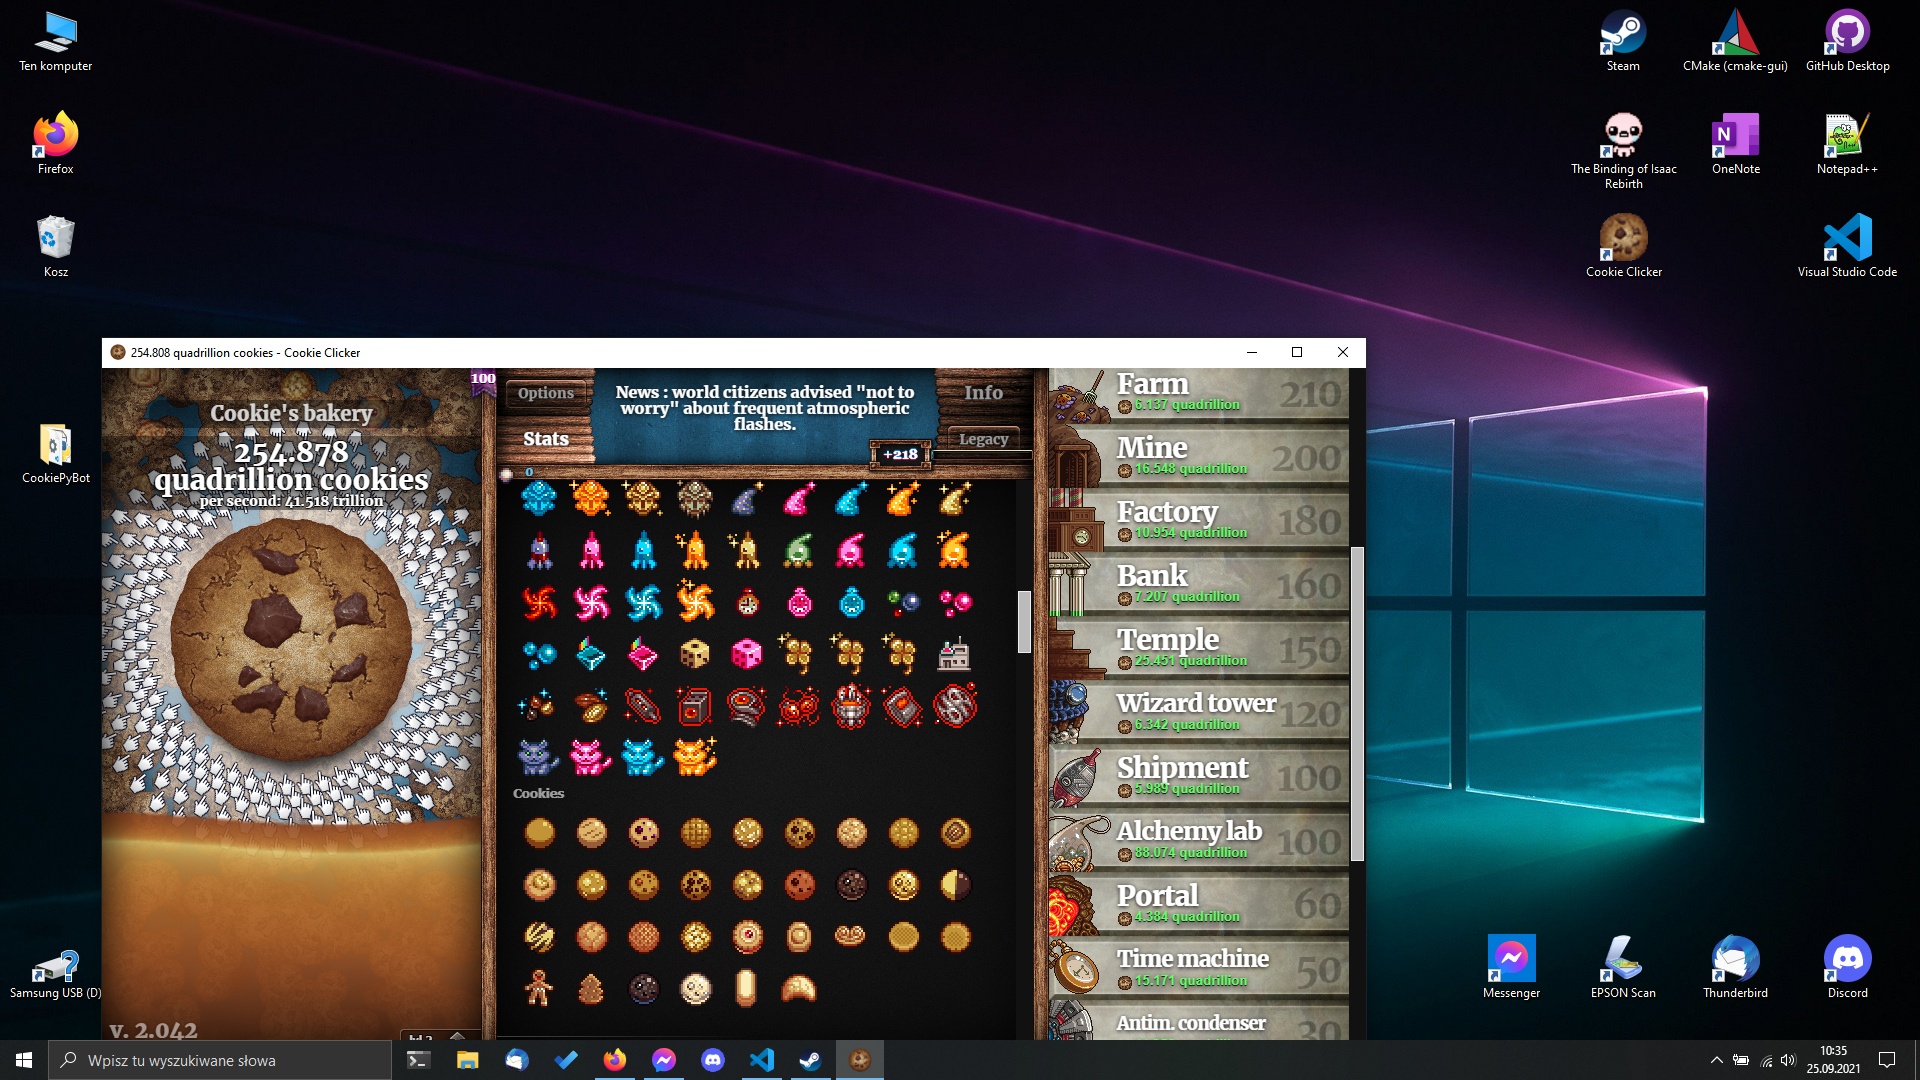 Ten komputer
Firefox
Kosz
CookiePyBot
Samsung USB (D)
Steam
CMake (cmake-gui)
GitHub Desktop
The Binding of Isaac
Rebirth
OneNote
Notepad++
Cookie Clicker
Visual Studio Code
Messenger
EPSON Scan
Thunderbird
Discord
254.808 quadrillion cookies - Cookie Clicker
100
Cookie's bakery
254.878
quadrillion cookies
per second: 41.518 trillion
v. 2.042
Options
Stats
News : world citizens advised "not to
worry" about frequent atmospheric
flashes.
Info
Legacy
+218
0
Cookies
Farm
6.137 quadrillion
210
Mine
16.548 quadrillion
200
Factory
10.954 quadrillion
180
Bank
7.207 quadrillion
160
Temple
25.451 quadrillion
150
Wizard tower
6.342 quadrillion
120
Shipment
5.989 quadrillion
100
Alchemy lab
88.074 quadrillion
100
Portal
4.384 quadrillion
60
Time machine
15.171 quadrillion
50
Antim. condenser
30
Wpisz tu wyszukiwane słowa
10:35
25.09.2021